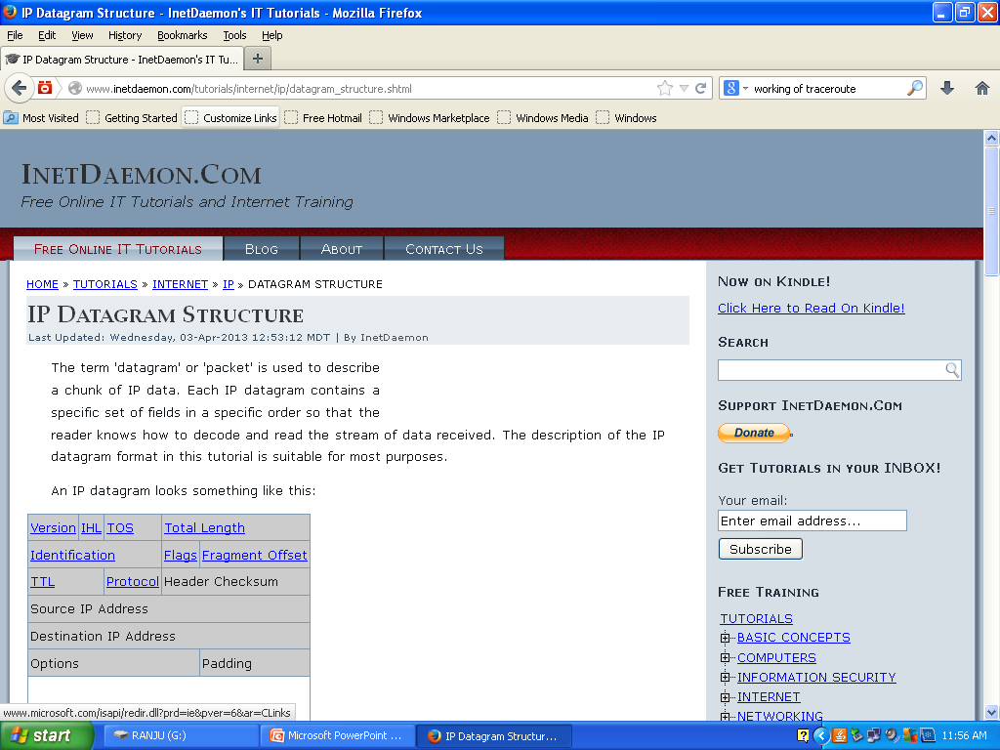 IP Datagram Structure - InetDaemon's IT Tutorials - Mozilla Firefox
File Edit View History Bookmarks Tools Help
IP Datagram Structure - InetDaemon's IT Tu... +
www.inetdaemon.com/tutorials/internet/ip/datagram_structure.shtml
8 working of traceroute
Most Visited Getting Started Customize Links Free Hotmail Windows Marketplace Windows Media Windows
InetDaemon.Com
Free Online IT Tutorials and Internet Training
Free Online IT Tutorials Blog About Contact Us
HOME » TUTORIALS » INTERNET » IP » DATAGRAM STRUCTURE
IP Datagram Structure
Last Updated: Wednesday, 03-Apr-2013 12:53:12 MDT | By InetDaemon
The term 'datagram' or 'packet' is used to describe
a chunk of IP data. Each IP datagram contains a
specific set of fields in a specific order so that the
reader knows how to decode and read the stream of data received. The description of the IP
datagram format in this tutorial is suitable for most purposes.
An IP datagram looks something like this:
Version IHL TOS Total Length
Identification Flags Fragment Offset
TTL Protocol Header Checksum
Source IP Address
Destination IP Address
Options Padding
Now on Kindle!
Click Here to Read On Kindle!
Search
Support InetDaemon.Com
Donate
Get Tutorials in your INBOX!
Your email:
Enter email address...
Subscribe
Free Training
TUTORIALS
BASIC CONCEPTS
COMPUTERS
INFORMATION SECURITY
INTERNET
NETWORKING
www.microsoft.com/isapi/redir.dll?prd=ie&pver=6&ar=CLinks
start RANJU (G:) Microsoft PowerPoint ... IP Datagram Structur... 11:56 AM